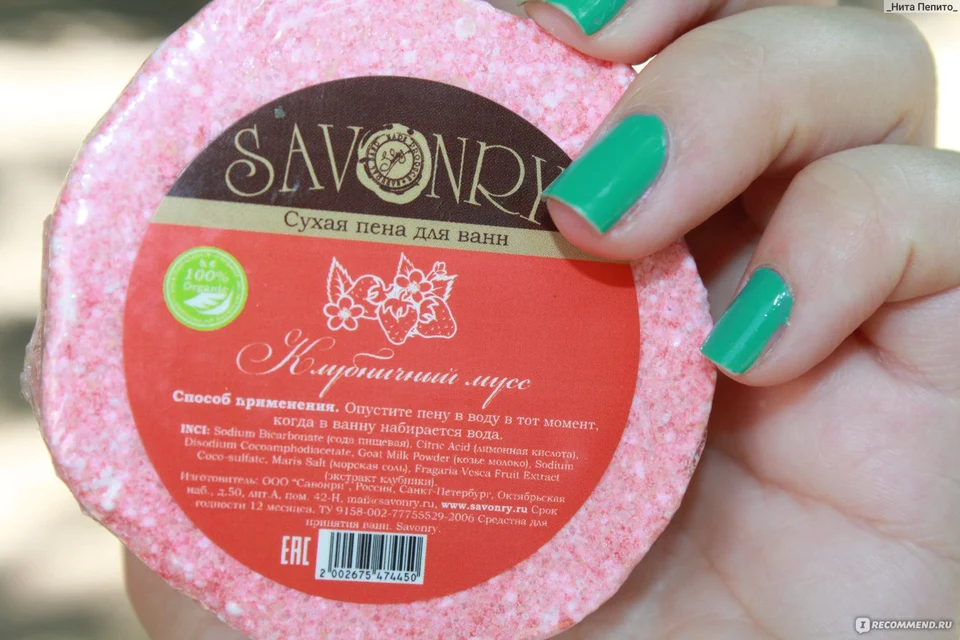 _Нита Пепито_
SAVONRY
Сухая пена для ванн
100%
Organic
Клубничный мусс
Способ применения. Опустите пену в воду в тот момент,
когда в ванну набирается вода.
INCI: Sodium Bicarbonate (сода пищевая), Citric Acid (лимонная кислота),
Disodium Cocoamphodiacetate, Goat Milk Powder (козье молоко), Sodium
Coco-sulfate, Maris Salt (морская соль), Fragaria Vesca Fruit Extract
(экстракт клубники).
Изготовитель: ООО "Савонри", Россия, Санкт-Петербург, Октябрьская
наб., д.50, лит.А, пом. 42-Н, mail@savonry.ru, www.savonry.ru Срок
годности 12 месяцев. ТУ 9158-002-77755529-2006 Средства для
принятия ванн. Savonry.
EAC
2 002675 474450
IRECOMMEND.RU